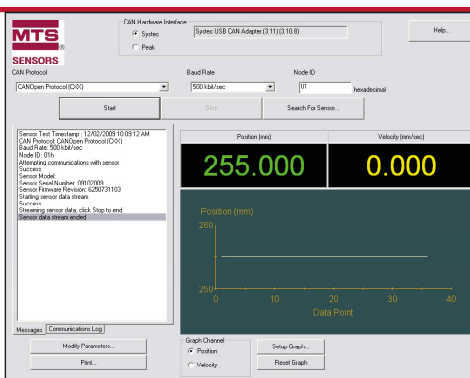 MTS
®
SENSORS
CAN Hardware Interface
Systec
Peak
Systec USB CAN Adapter (3.11)(3.10.8)
Help...
CAN Protocol
Baud Rate
Node ID
CANOpen Protocol (CXX)
500 kbit/sec
01
hexadecimal
Start
Stop
Search For Sensor...
Sensor Test Timestamp : 12/02/2009 10:09:12 AM
CAN Protocol: CANOpen Protocol (CXX)
Baud Rate: 500 kbit/sec
Node ID: 01h
Attempting communications with sensor
Success
Sensor Model:
Sensor Serial Number: 09102009
Sensor Firmware Revision: 6250731103
Starting sensor data stream
Success
Streaming sensor data, click Stop to end
Sensor data stream ended
Position (mm)
Velocity (mm/sec)
255.000
0.000
Position (mm)
260
250
0
10
20
30
40
Data Point
Messages
Communications Log
Modify Parameters...
Print...
Graph Channel
Position
Velocity
Setup Graph...
Reset Graph